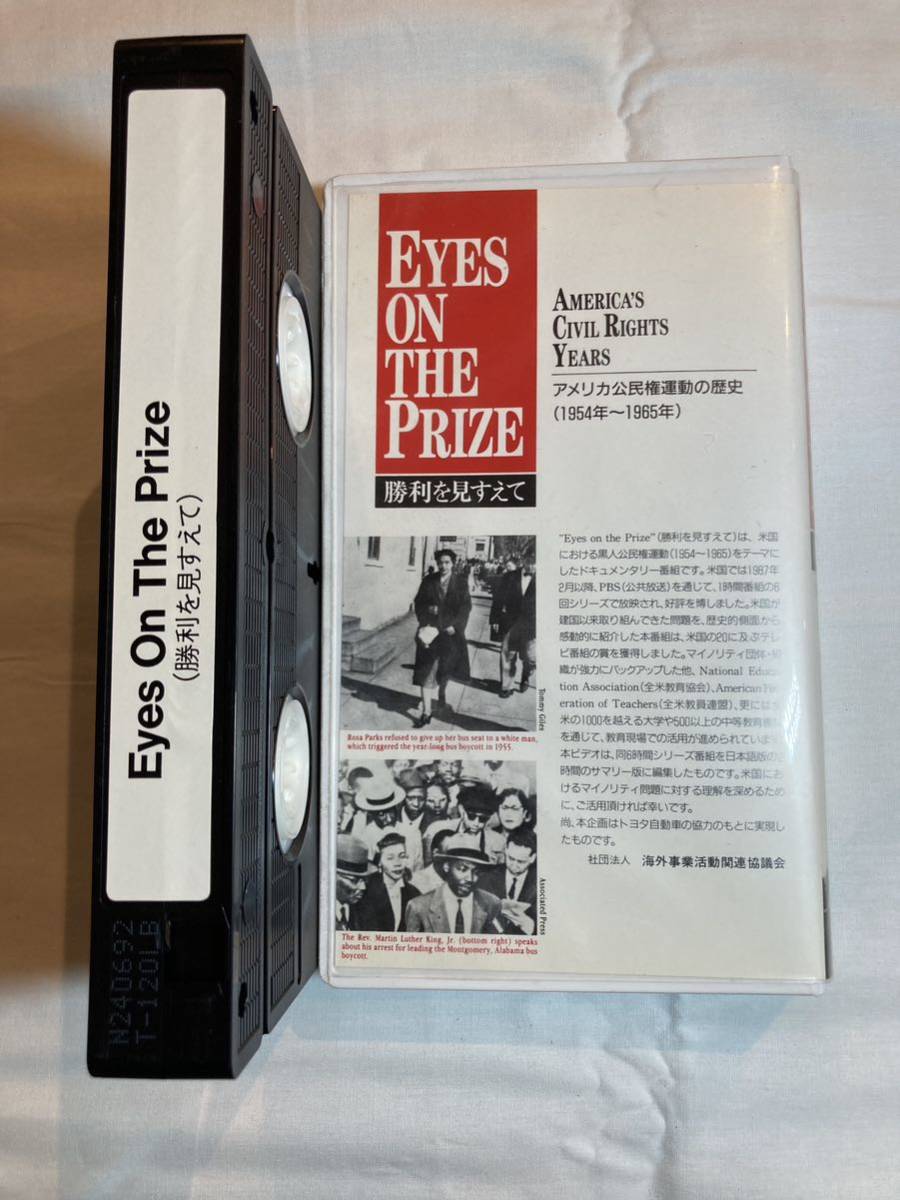 Eyes On The Prize
(勝利を見すえて)
N240692
T-120LB
EYES
ON
THE
PRIZE
勝利を見すえて
AMERICA'S
CIVIL RIGHTS
YEARS
アメリカ公民権運動の歴史
(1954年～1965年)
"Eyes on the Prize"(勝利を見すえて)は、米国
における黒人公民権運動(1954～1965)をテーマに
したドキュメンタリー番組です。米国では1987年
2月以降、PBS(公共放送)を通じて、1時間番組の6
回シリーズで放映され、好評を博しました。米国が
建国以来取り組んできた問題を、歴史的側面から
感動的に紹介した本番組は、米国の20に及ぶテレ
ビ番組の賞を獲得しました。マイノリティ団体・組
織が強力にバックアップした他、National Educa-
tion Association(全米教育協会)、American Fed-
eration of Teachers(全米教員連盟)、更には全
米の1000を越える大学や500以上の中等教育機関
を通じて、教育現場での活用が進められています。
本ビデオは、同6時間シリーズ番組を日本語版の2
時間のサマリー版に編集したものです。米国にお
けるマイノリティ問題に対する理解を深めるため
に、ご活用頂ければ幸いです。
尚、本企画はトヨタ自動車の協力のもとに実現し
たものです。
社団法人 海外事業活動関連協議会
Tommy Giles
Rosa Parks refused to give up her bus seat to a white man,
which triggered the year-long bus boycott in 1955.
Associated Press
The Rev. Martin Luther King, Jr. (bottom right) speaks
about his arrest for leading the Montgomery, Alabama bus
boycott.